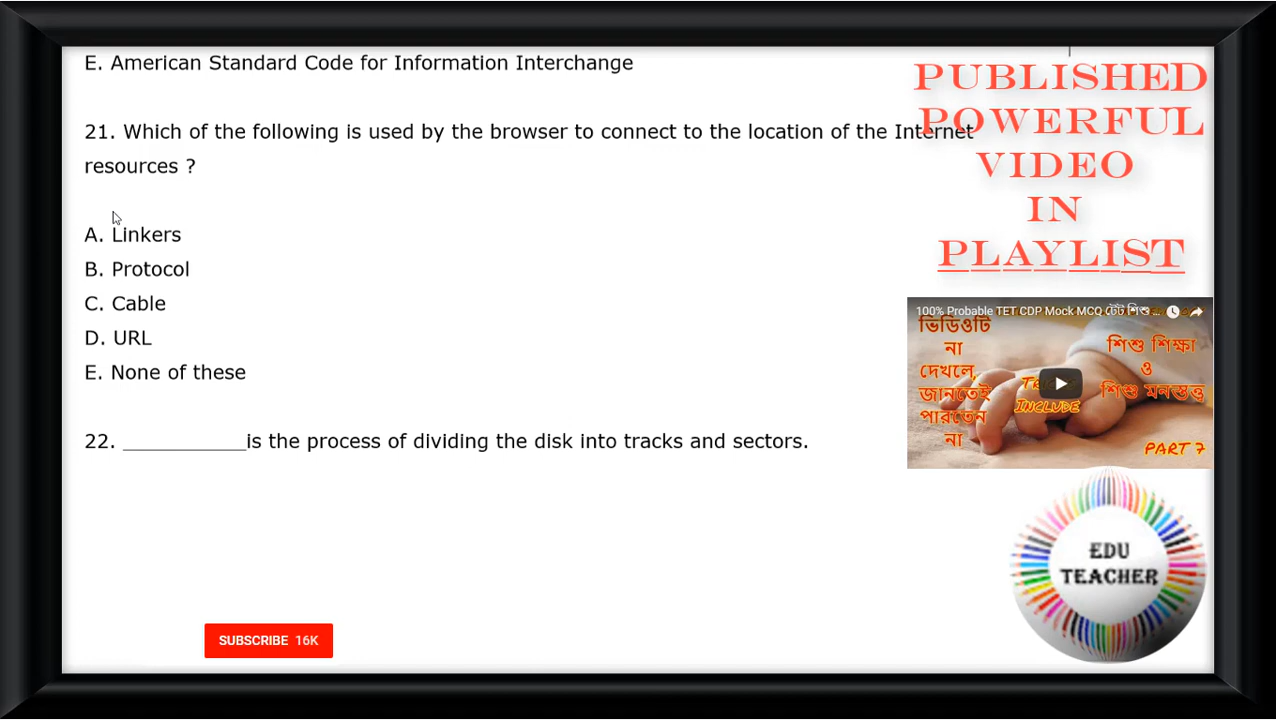 E. American Standard Code for Information Interchange
21. Which of the following is used by the browser to connect to the location of the Internet
resources ?
A. Linkers
B. Protocol
C. Cable
D. URL
E. None of these
22. ____________is the process of dividing the disk into tracks and sectors.
SUBSCRIBE 16K
PUBLISHED
POWERFUL
VIDEO
IN
PLAYLIST
100% Probable TET CDP Mock MCQ টেট শিশু ...
ভিডিওটি
না
দেখলে,
জানতেই
পারতেন
না
INCLUDE
শিশু শিক্ষা
ও
শিশু মনস্তত্ত্ব
PART 7
EDU
TEACHER